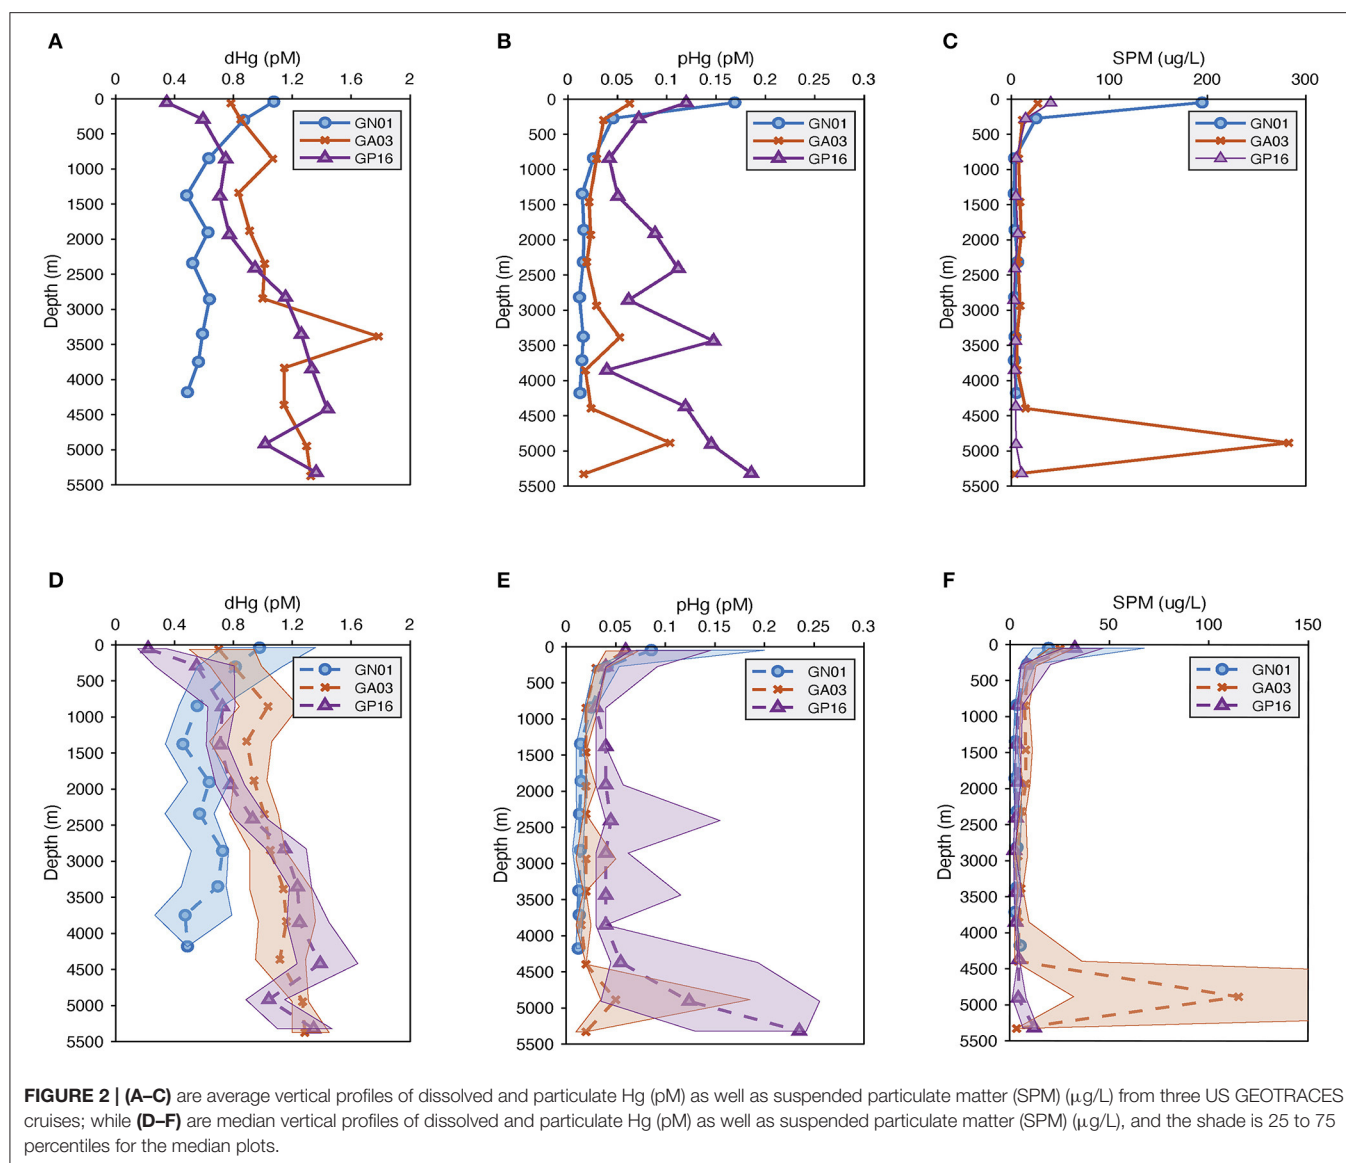 A
dHg (pM)
0 0.4 0.8 1.2 1.6 2
0
500
1000
1500
2000
2500
3000
3500
4000
4500
5000
5500
Depth (m)
GN01
GA03
GP16
B
pHg (pM)
0 0.05 0.1 0.15 0.2 0.25 0.3
0
500
1000
1500
2000
2500
3000
3500
4000
4500
5000
5500
Depth (m)
GN01
GA03
GP16
C
SPM (ug/L)
0 100 200 300
0
500
1000
1500
2000
2500
3000
3500
4000
4500
5000
5500
Depth (m)
GN01
GA03
GP16
D
dHg (pM)
0 0.4 0.8 1.2 1.6 2
0
500
1000
1500
2000
2500
3000
3500
4000
4500
5000
5500
Depth (m)
GN01
GA03
GP16
E
pHg (pM)
0 0.05 0.1 0.15 0.2 0.25 0.3
0
500
1000
1500
2000
2500
3000
3500
4000
4500
5000
5500
Depth (m)
GN01
GA03
GP16
F
SPM (ug/L)
0 50 100 150
0
500
1000
1500
2000
2500
3000
3500
4000
4500
5000
5500
Depth (m)
GN01
GA03
GP16
FIGURE 2 | (A–C) are average vertical profiles of dissolved and particulate Hg (pM) as well as suspended particulate matter (SPM) (μg/L) from three US GEOTRACES
cruises; while (D–F) are median vertical profiles of dissolved and particulate Hg (pM) as well as suspended particulate matter (SPM) (μg/L), and the shade is 25 to 75
percentiles for the median plots.